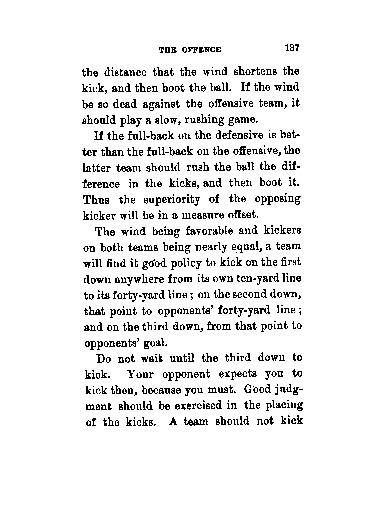 THE OFFENCE 137
the distance that the wind shortens the
kick, and then boot the ball. If the wind
be so dead against the offensive team, it
should play a slow, rushing game.
If the full-back on the defensive is bet-
ter than the full-back on the offensive, the
latter team should rush the ball the dif-
ference in the kicks, and then boot it.
Thus the superiority of the opposing
kicker will be in a measure offset.
The wind being favorable and kickers
on both teams being nearly equal, a team
will find it good policy to kick on the first
down anywhere from its own ten-yard line
to its forty-yard line; on the second down,
that point to opponents' forty-yard line;
and on the third down, from that point to
opponents' goal.
Do not wait until the third down to
kick. Your opponent expects you to
kick then, because you must. Good judg-
ment should be exercised in the placing
of the kicks. A team should not kick